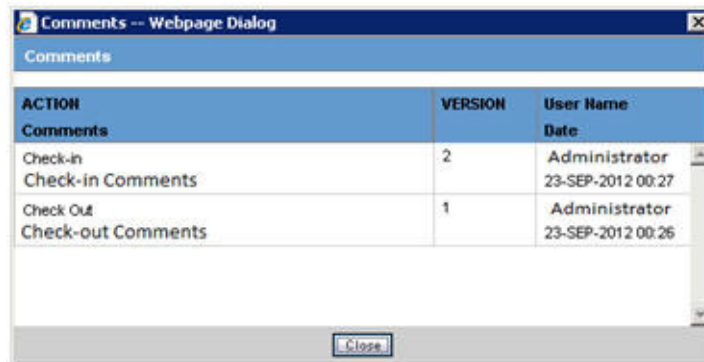 Comments -- Webpage Dialog
Comments
ACTION VERSION User Name
Comments Date
Check-in 2 Administrator
Check-in Comments 23-SEP-2012 00:27
Check Out 1 Administrator
Check-out Comments 23-SEP-2012 00:26
Close